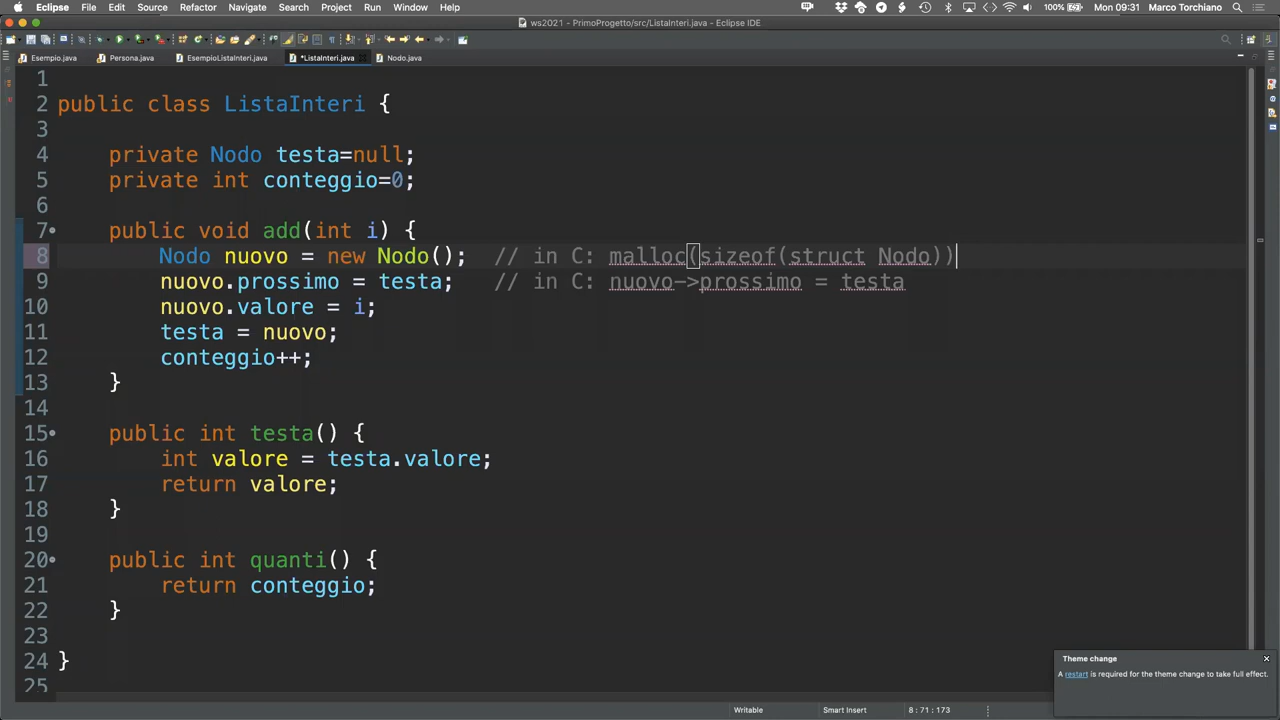 Eclipse File Edit Source Refactor Navigate Search Project Run Window Help 100% Mon 09:31 Marco Torchiano
ws2021 - PrimoProgetto/src/ListaInteri.java - Eclipse IDE
Esempio.java Persona.java EsempioListaInteri.java *ListaInteri.java Nodo.java
1
2 public class ListaInteri {
3
4 private Nodo testa=null;
5 private int conteggio=0;
6
7 public void add(int i) {
8 Nodo nuovo = new Nodo(); // in C: malloc(sizeof(struct Nodo))
9 nuovo.prossimo = testa; // in C: nuovo->prossimo = testa
10 nuovo.valore = i;
11 testa = nuovo;
12 conteggio++;
13 }
14
15 public int testa() {
16 int valore = testa.valore;
17 return valore;
18 }
19
20 public int quanti() {
21 return conteggio;
22 }
23
24 }
25
Theme change
A restart is required for the theme change to take full effect.
Writable Smart Insert 8 : 71 : 173